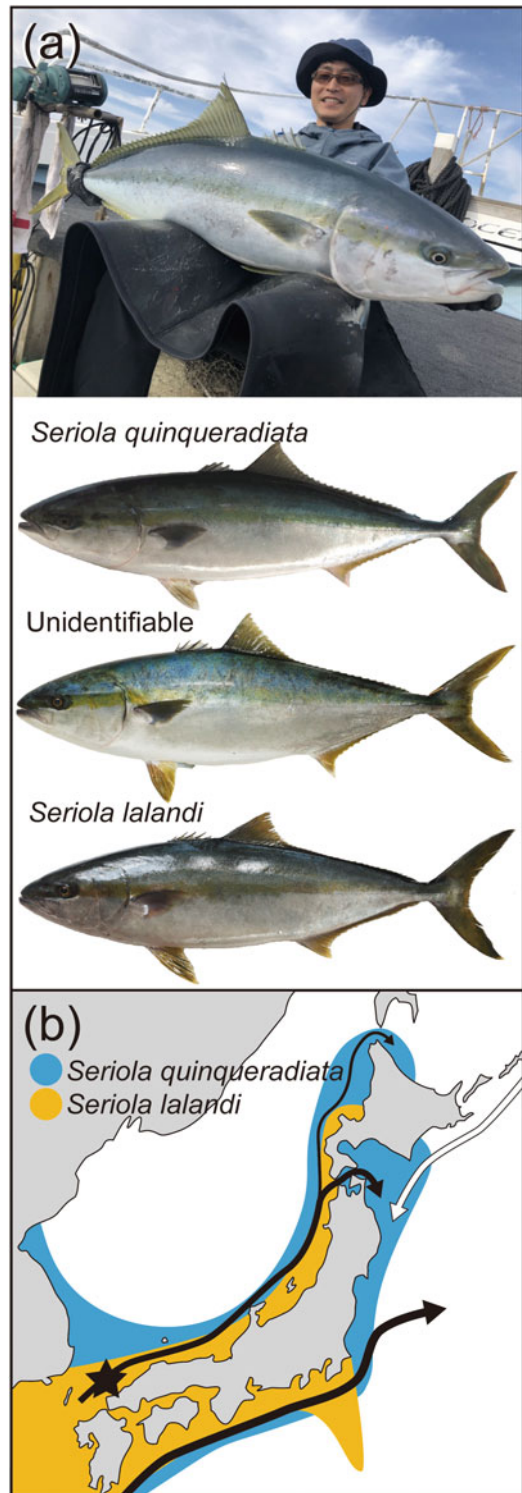 (a)
Seriola quinqueradiata
Unidentifiable
Seriola lalandi
(b)
Seriola quinqueradiata
Seriola lalandi